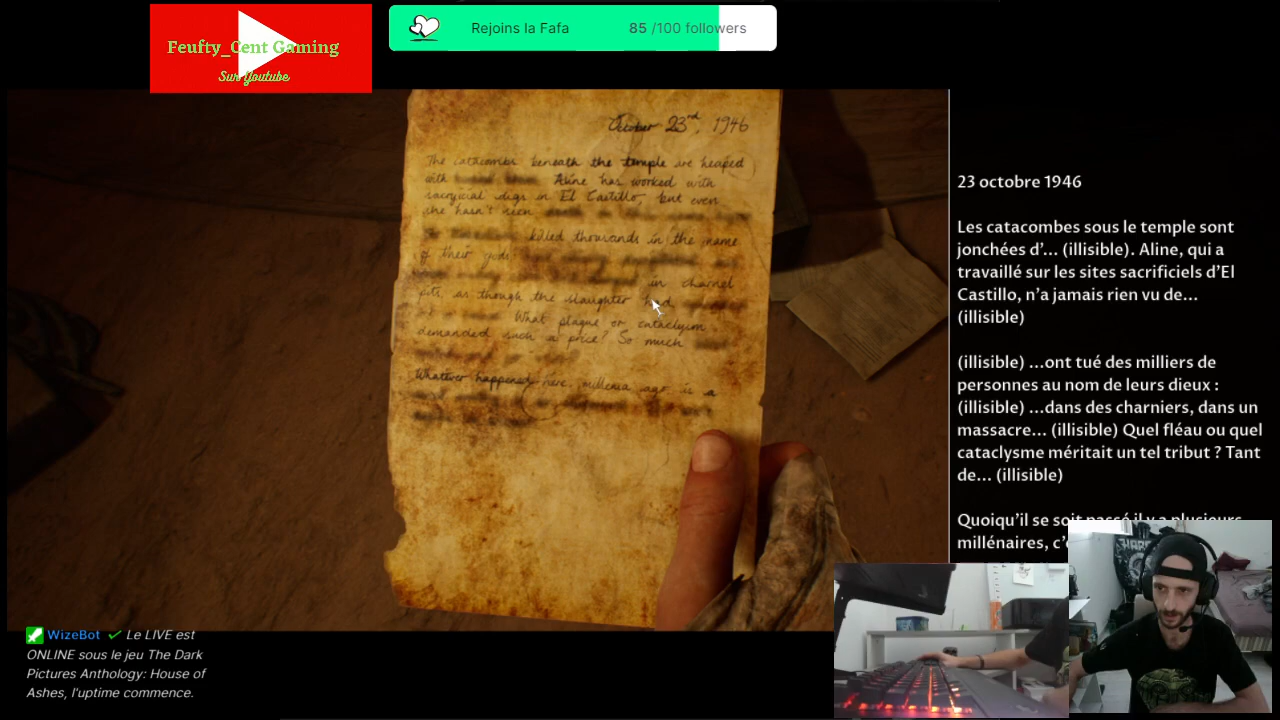 Feufty_Cent Gaming
Sur Youtube
Rejoins la Fafa 85 /100 followers
October 23rd, 1946
The catacombs beneath the temple are heaped
with Aline has worked with
sacrificial digs in El Castillo, but even
she hasn't seen
killed thousands in the name
of their gods
in charnel
pits, as though the slaughter had
What plague or cataclysm
demanded such a price? So much
Whatever happened here, millenia ago is a
23 octobre 1946
Les catacombes sous le temple sont
jonchées d'... (illisible). Aline, qui a
travaillé sur les sites sacrificiels d'El
Castillo, n'a jamais rien vu de...
(illisible)
(illisible) ...ont tué des milliers de
personnes au nom de leurs dieux :
(illisible) ...dans des charniers, dans un
massacre... (illisible) Quel fléau ou quel
cataclysme méritait un tel tribut ? Tant
de... (illisible)
Quoiqu'il se soit passé il y a plusieurs
millénaires,
WizeBot Le LIVE est
ONLINE sous le jeu The Dark
Pictures Anthology: House of
Ashes, l'uptime commence.